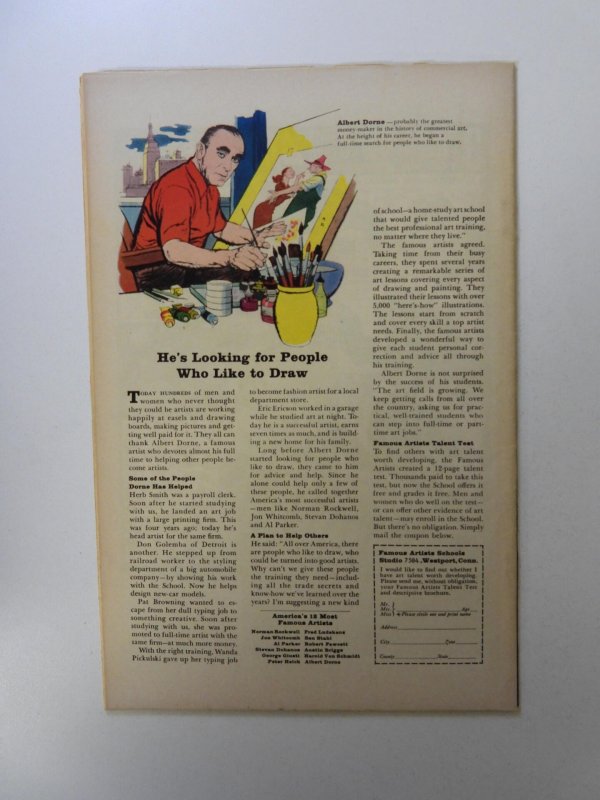 Albert Dorne — probably the greatest
money-maker in the history of commercial art.
At the height of his career, he began a
full-time search for people who like to draw.
He's Looking for People
Who Like to Draw
TODAY HUNDREDS of men and
women who never thought
they could be artists are working
happily at easels and drawing
boards, making pictures and get-
ting well paid for it. They all can
thank Albert Dorne, a famous
artist who devotes almost his full
time to helping other people be-
come artists.
Some of the People
Dorne Has Helped
Herb Smith was a payroll clerk.
Soon after he started studying
with us, he landed an art job
with a large printing firm. This
was four years ago; today he's
head artist for the same firm.
Don Golemba of Detroit is
another. He stepped up from
railroad worker to the styling
department of a big automobile
company—by showing his work
with the School. Now he helps
design new-car models.
Pat Browning wanted to es-
cape from her dull typing job to
something creative. Soon after
studying with us, she was pro-
moted to full-time artist with the
same firm—at much more money.
With the right training, Wanda
Pickulski gave up her typing job
to become fashion artist for a local
department store.
Eric Ericson worked in a garage
while he studied art at night. To-
day he is a successful artist, earns
seven times as much, and is build-
ing a new home for his family.
Long before Albert Dorne
started looking for people who
like to draw, they came to him
for advice and help. Since he
alone could help only a few of
these people, he called together
America's most successful artists
—men like Norman Rockwell,
Jon Whitcomb, Stevan Dohanos
and Al Parker.
A Plan to Help Others
He said: "All over America, there
are people who like to draw, who
could be turned into good artists.
Why can't we give these people
the training they need—includ-
ing all the trade secrets and
know-how we've learned over the
years! I'm suggesting a new kind
America's 12 Most
Famous Artists
Norman Rockwell Fred Ludekens
Jon Whitcomb Ben Stahl
Al Parker Robert Fawcett
Stevan Dohanos Austin Briggs
George Giusti Harold Von Schmidt
Peter Helck Albert Dorne
of school—a home-study art school
that would give talented people
the best professional art training,
no matter where they live."
The famous artists agreed.
Taking time from their busy
careers, they spent several years
creating a remarkable series of
art lessons covering every aspect
of drawing and painting. They
illustrated their lessons with over
5,000 "here's-how" illustrations.
The lessons start from scratch
and cover every skill a top artist
needs. Finally, the famous artists
developed a wonderful way to
give each student personal cor-
rection and advice all through
his training.
Albert Dorne is not surprised
by the success of his students.
"The art field is growing. We
keep getting calls from all over
the country, asking us for prac-
tical, well-trained students who
can step into full-time or part-
time art jobs."
Famous Artists Talent Test
To find others with art talent
worth developing, the Famous
Artists created a 12-page talent
test. Thousands paid to take this
test, but now the School offers it
free and grades it free. Men and
women who do well on the test—
or can offer other evidence of art
talent—may enroll in the School.
But there's no obligation. Simply
mail the coupon below.
Famous Artists Schools
Studio 7504, Westport, Conn.
I would like to find out whether I
have art talent worth developing.
Please send me, without obligation,
your Famous Artists Talent Test
and descriptive brochure.
Mr.
Mrs. Age
Miss Please circle one and print name
Address
City Zone
County State